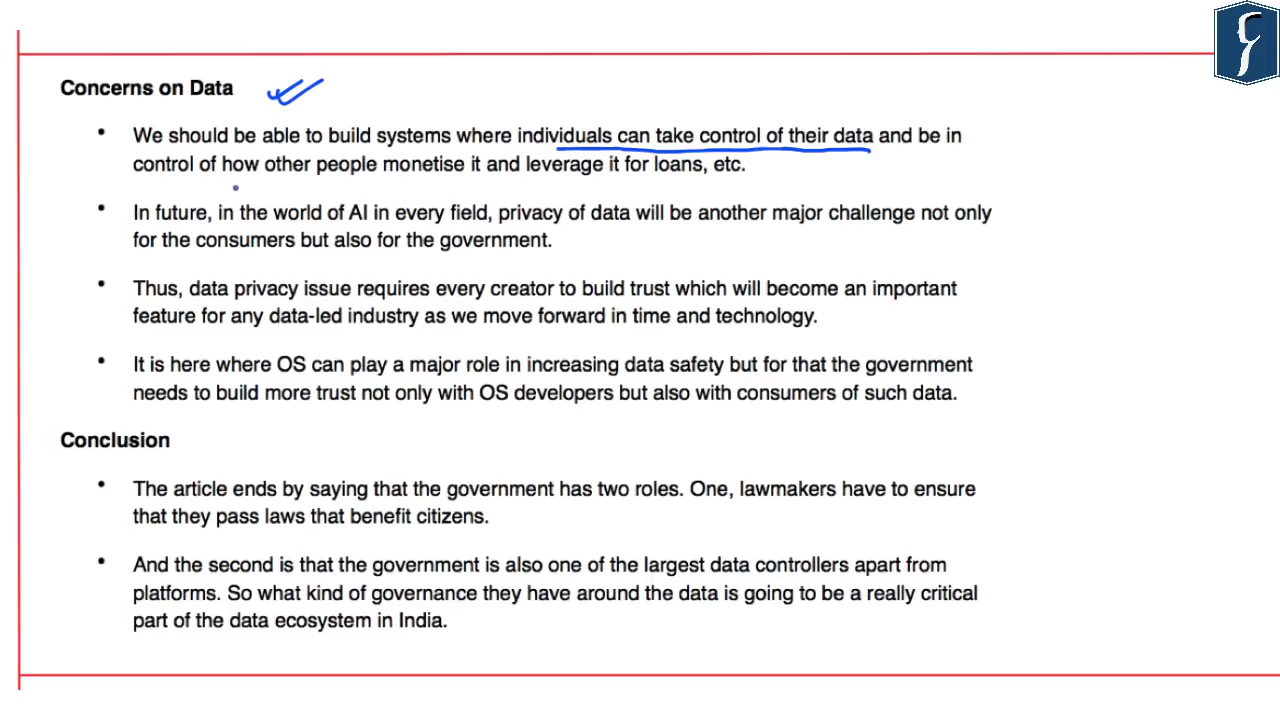 Concerns on Data
• We should be able to build systems where individuals can take control of their data and be in
control of how other people monetise it and leverage it for loans, etc.
• In future, in the world of AI in every field, privacy of data will be another major challenge not only
for the consumers but also for the government.
• Thus, data privacy issue requires every creator to build trust which will become an important
feature for any data-led industry as we move forward in time and technology.
• It is here where OS can play a major role in increasing data safety but for that the government
needs to build more trust not only with OS developers but also with consumers of such data.
Conclusion
• The article ends by saying that the government has two roles. One, lawmakers have to ensure
that they pass laws that benefit citizens.
• And the second is that the government is also one of the largest data controllers apart from
platforms. So what kind of governance they have around the data is going to be a really critical
part of the data ecosystem in India.